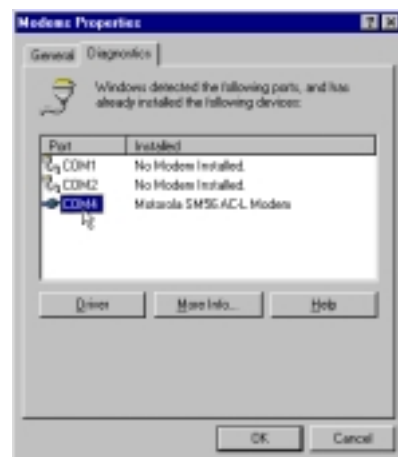 Modems Properties
General Diagnostics
Windows detected the following ports, and has
already installed the following devices:
Port Installed
COM1 No Modem Installed.
COM2 No Modem Installed.
COM4 Motorola SM56 AC-L Modem
Driver More Info... Help
OK Cancel